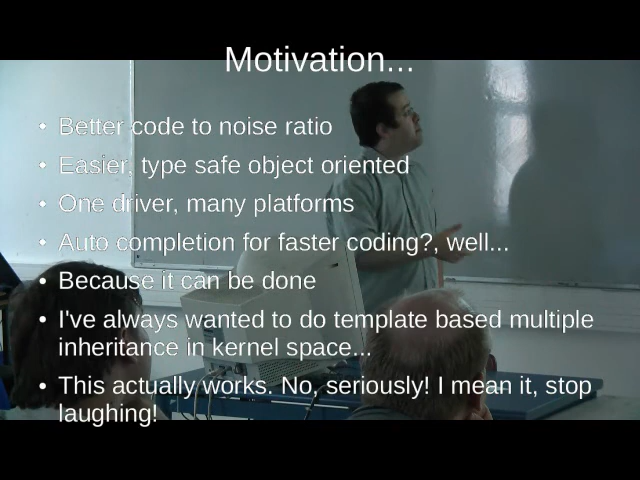 Motivation...
Better code to noise ratio
Easier, type safe object oriented
One driver, many platforms
Auto completion for faster coding?, well...
Because it can be done
I've always wanted to do template based multiple
inheritance in kernel space...
This actually works. No, seriously! I mean it, stop
laughing!